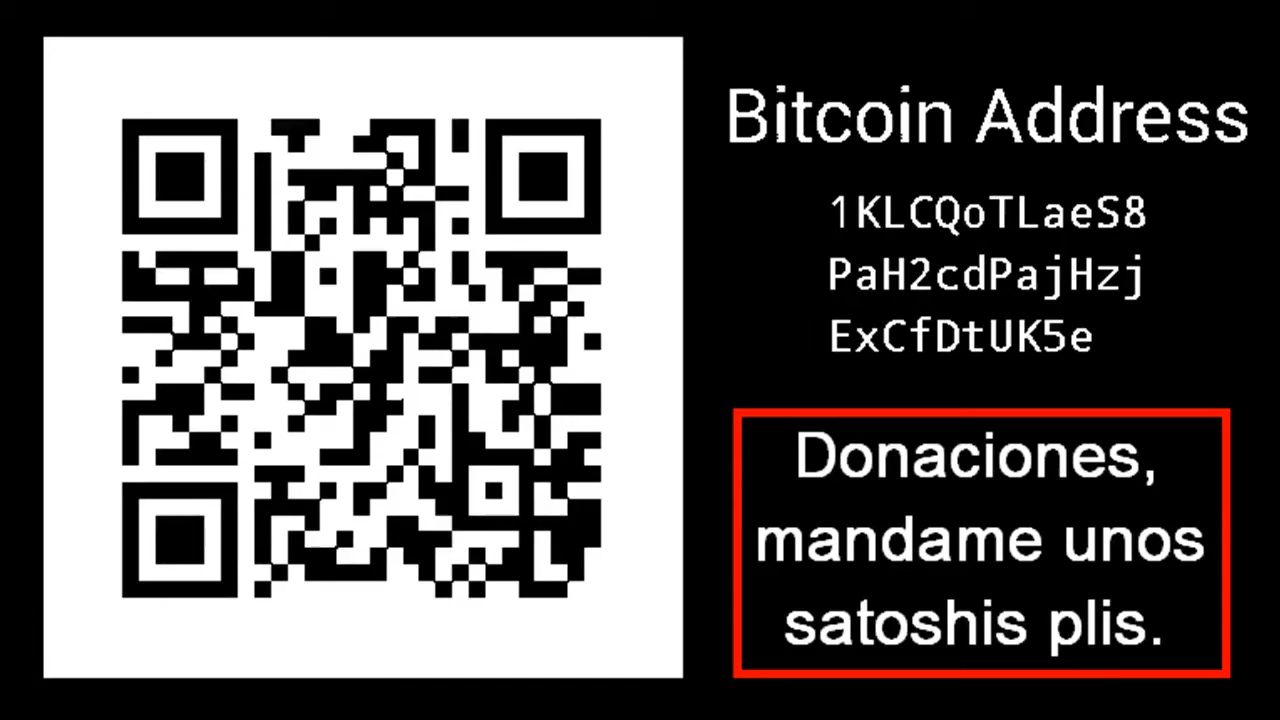 Bitcoin Address
1KLCQoTLaeS8
PaH2cdPajHzj
ExCfDtUK5e
Donaciones,
mandame unos
satoshis plis.